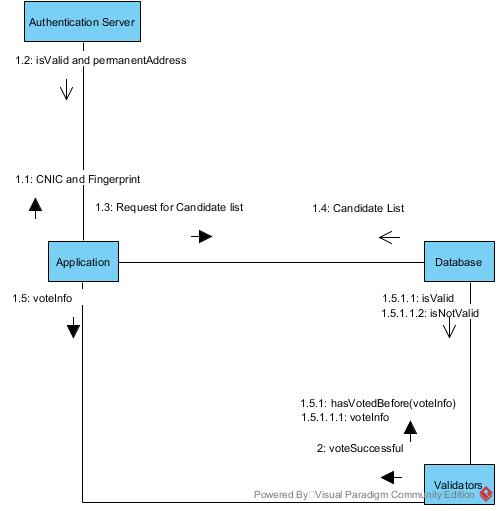 Authentication Server
1.2: isValid and permanentAddress
1.1: CNIC and Fingerprint
1.3: Request for Candidate list
1.4: Candidate List
Application
Database
1.5: voteInfo
1.5.1.1: isValid
1.5.1.1.2: isNotValid
1.5.1: hasVotedBefore(voteInfo)
1.5.1.1.1: voteInfo
2: voteSuccessful
Validators
Powered By Visual Paradigm Community Edition